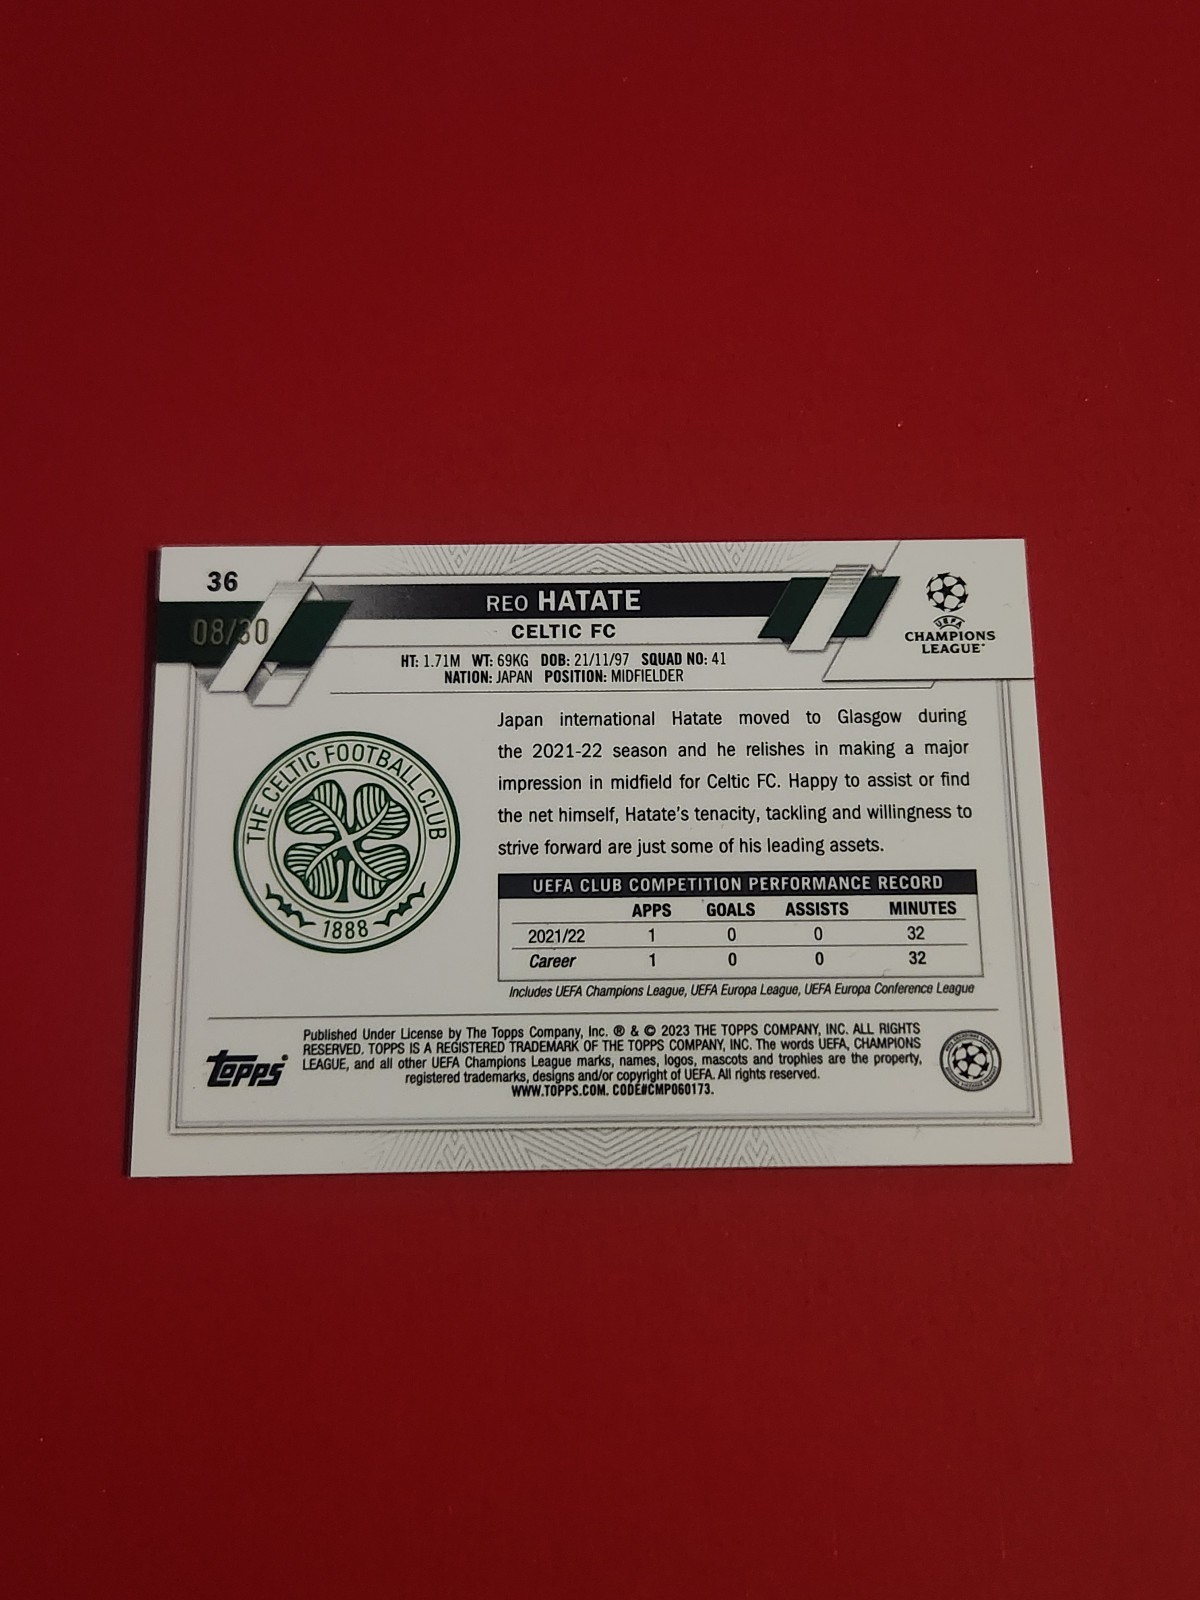 36
08/30
REO HATATE
CELTIC FC
HT: 1.71M WT: 69KG DOB: 21/11/97 SQUAD NO: 41
NATION: JAPAN POSITION: MIDFIELDER
UEFA
CHAMPIONS
LEAGUE
THE CELTIC FOOTBALL CLUB
1888
Japan international Hatate moved to Glasgow during
the 2021-22 season and he relishes in making a major
impression in midfield for Celtic FC. Happy to assist or find
the net himself, Hatate's tenacity, tackling and willingness to
strive forward are just some of his leading assets.
UEFA CLUB COMPETITION PERFORMANCE RECORD
APPS GOALS ASSISTS MINUTES
2021/22 1 0 0 32
Career 1 0 0 32
Includes UEFA Champions League, UEFA Europa League, UEFA Europa Conference League
topps
Published Under License by The Topps Company, Inc. ® & © 2023 THE TOPPS COMPANY, INC. ALL RIGHTS
RESERVED. TOPPS IS A REGISTERED TRADEMARK OF THE TOPPS COMPANY, INC. The words UEFA, CHAMPIONS
LEAGUE, and all other UEFA Champions League marks, names, logos, mascots and trophies are the property,
registered trademarks, designs and/or copyright of UEFA. All rights reserved.
WWW.TOPPS.COM. CODE#CMP060173.